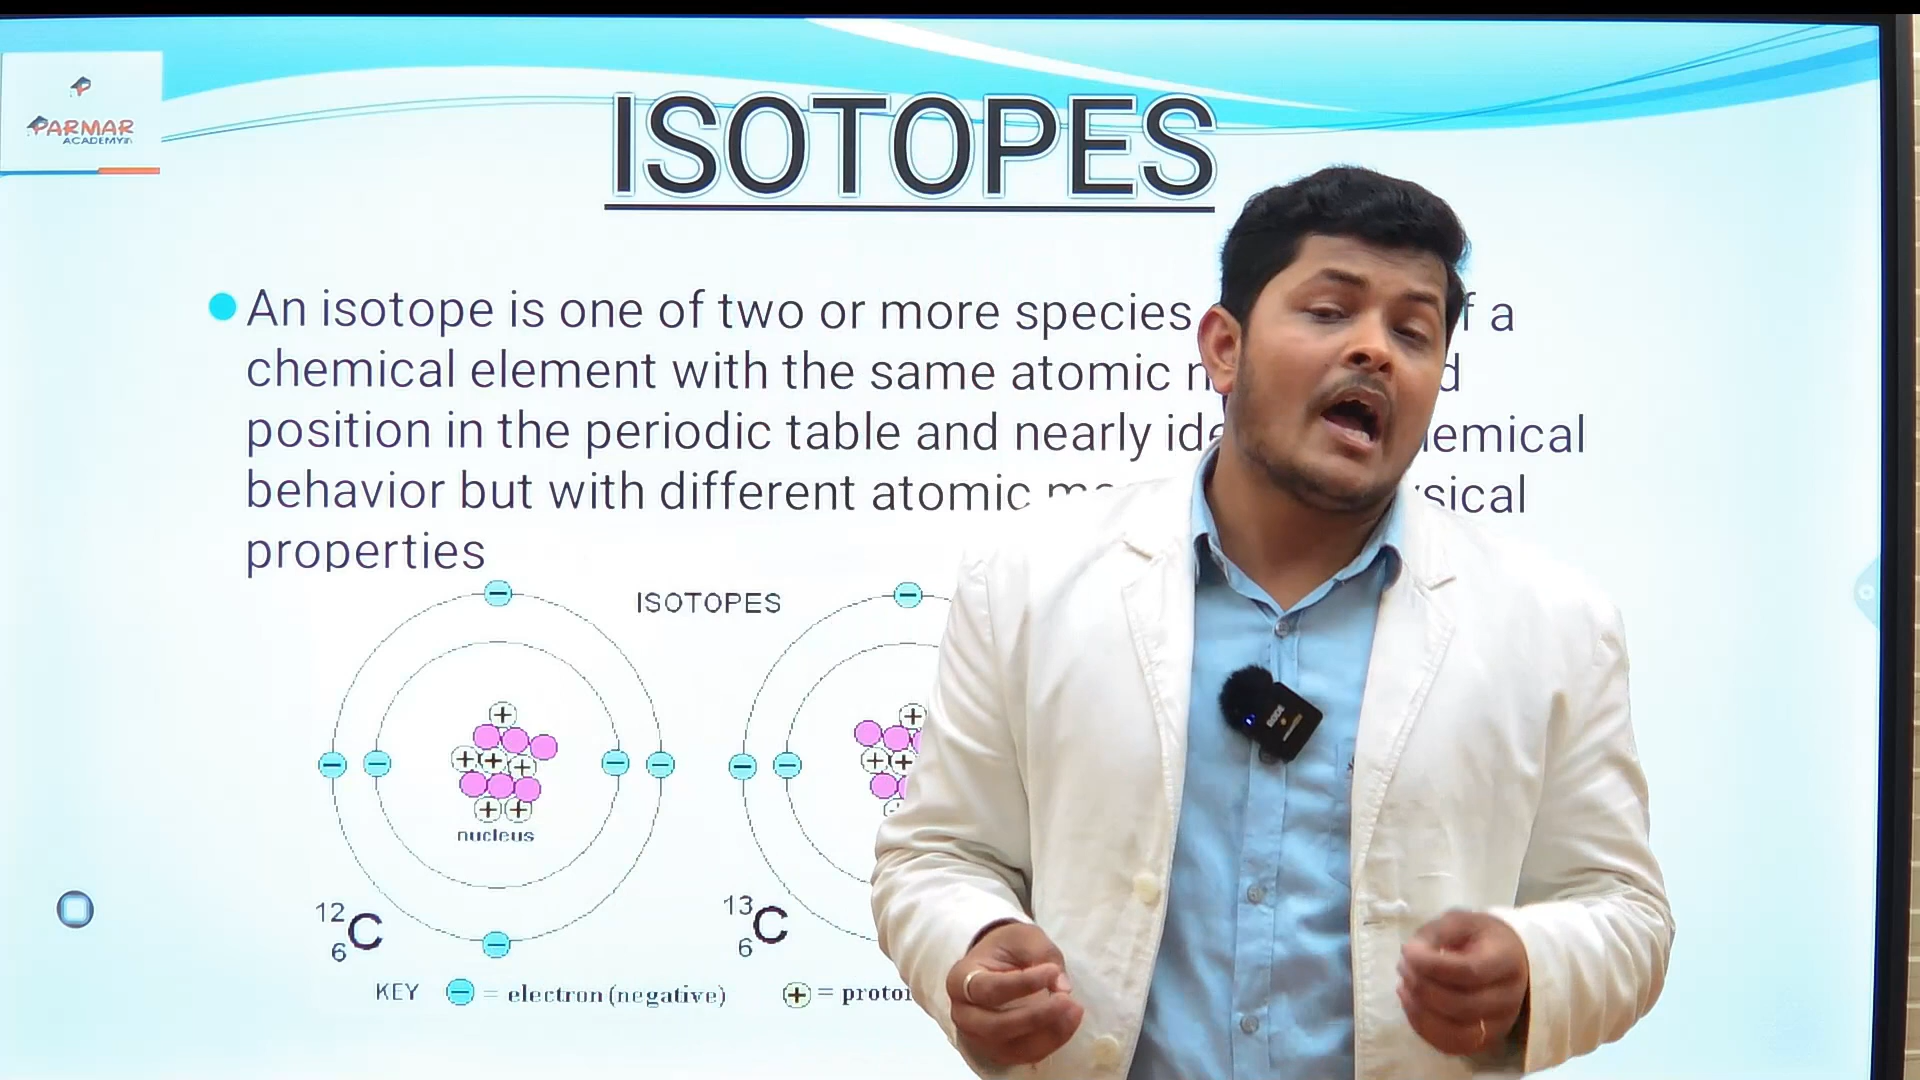 PARMAR
ACADEMY
ISOTOPES
An isotope is one of two or more species f a
chemical element with the same atomic
position in the periodic table and nearly emical
behavior but with different atomic sical
properties
ISOTOPES
nucleus
12
6 C
13
6 C
KEY = electron (negative) + = proto